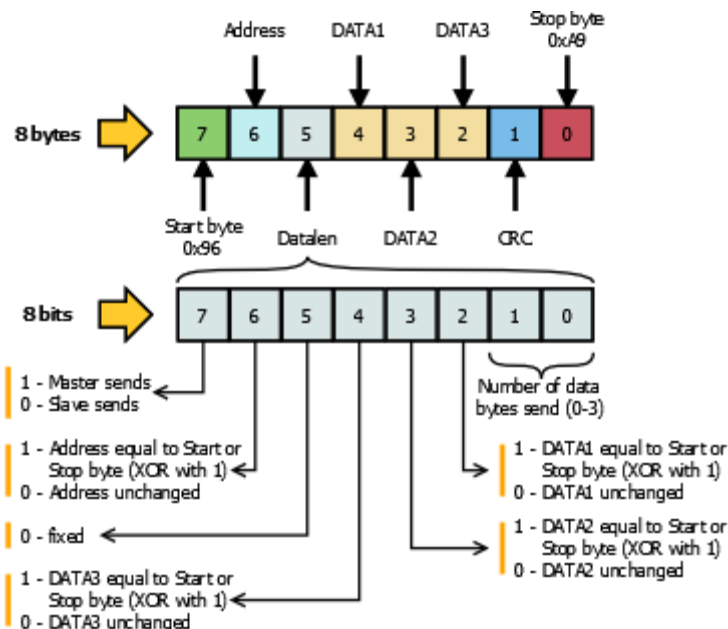 Address
DATA1
DATA3
Stop byte
0xA9
8 bytes
7 6 5 4 3 2 1 0
Start byte
0x96
Datalen
DATA2
CRC
8 bits
7 6 5 4 3 2 1 0
1 - Master sends
0 - Slave sends
Number of data
bytes send (0-3)
1 - Address equal to Start or
Stop byte (XOR with 1)
0 - Address unchanged
1 - DATA1 equal to Start or
Stop byte (XOR with 1)
0 - DATA1 unchanged
0 - fixed
1 - DATA2 equal to Start or
Stop byte (XOR with 1)
0 - DATA2 unchanged
1 - DATA3 equal to Start or
Stop byte (XOR with 1)
0 - DATA3 unchanged